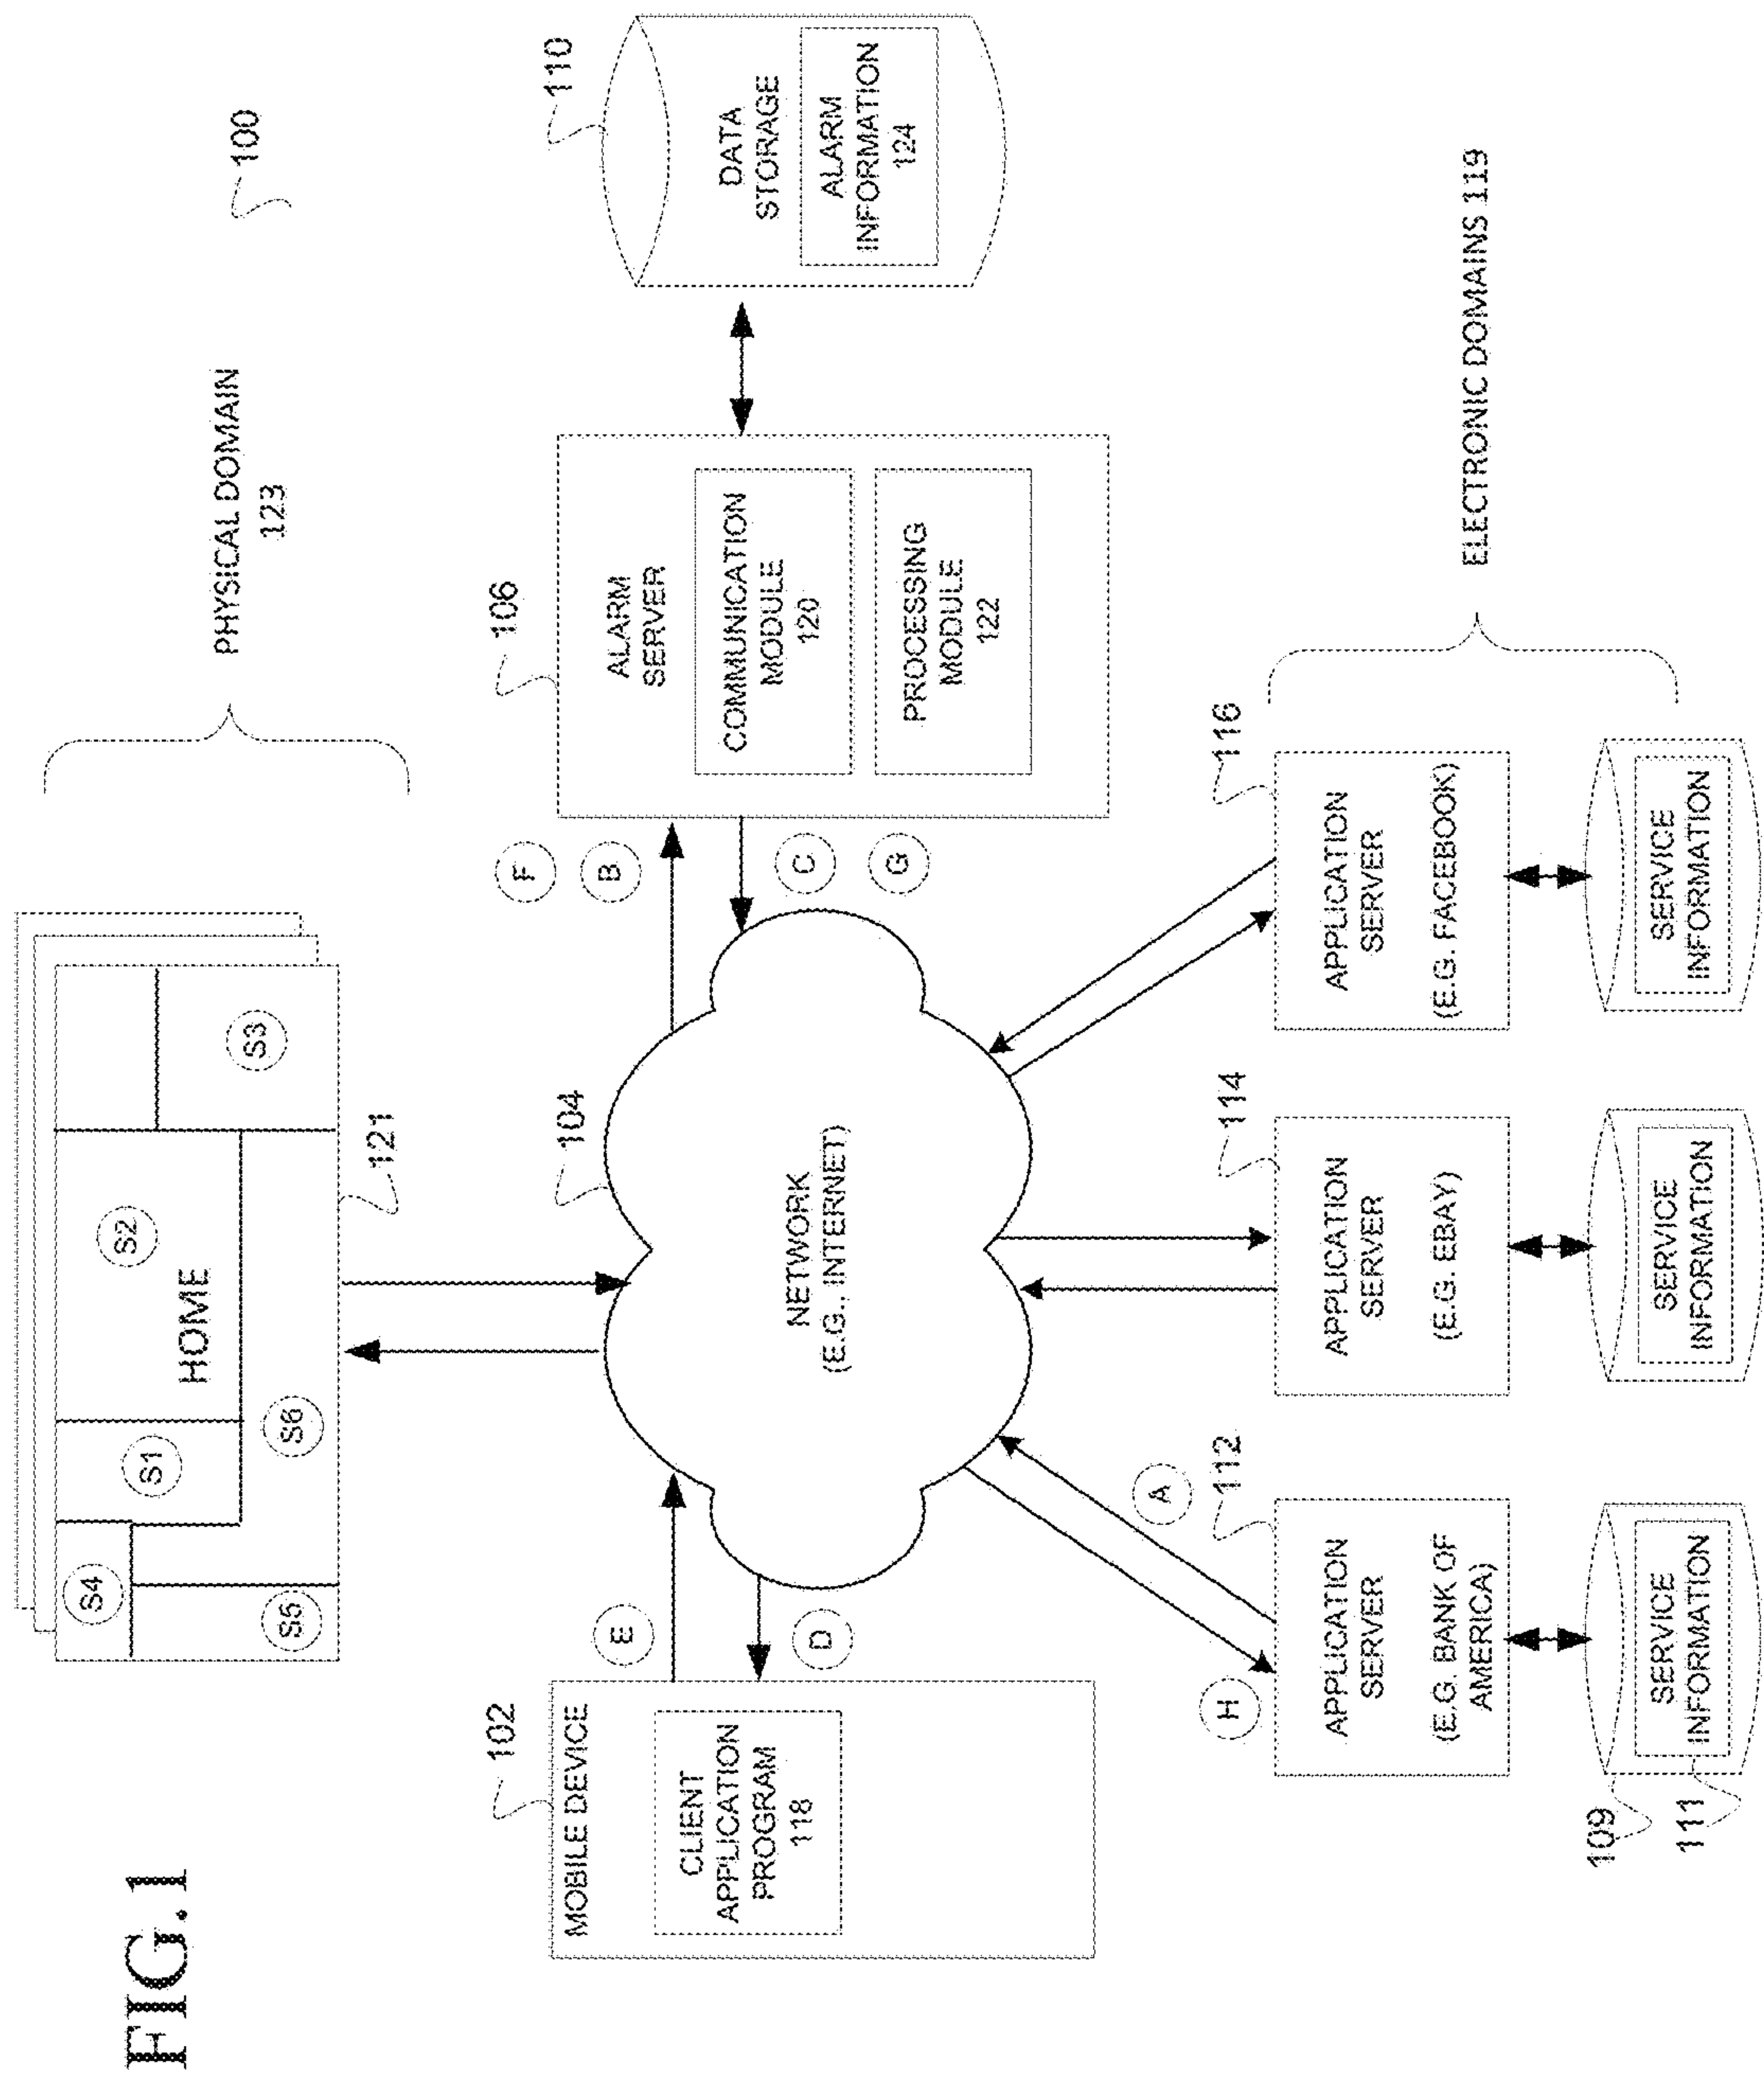 FIG.1
100
PHYSICAL DOMAIN
123
S4
S1
S2
S3
HOME
S5
S6
121
102
MOBILE DEVICE
CLIENT
APPLICATION
PROGRAM
118
E
D
104
NETWORK
(E.G., INTERNET)
F
B
C
G
106
ALARM
SERVER
COMMUNICATION
MODULE
120
PROCESSING
MODULE
122
110
DATA
STORAGE
ALARM
INFORMATION
124
H
A
112
APPLICATION
SERVER
(E.G. BANK OF
AMERICA)
114
APPLICATION
SERVER
(E.G. EBAY)
116
APPLICATION
SERVER
(E.G. FACEBOOK)
ELECTRONIC DOMAINS 119
109
111
SERVICE
INFORMATION
SERVICE
INFORMATION
SERVICE
INFORMATION